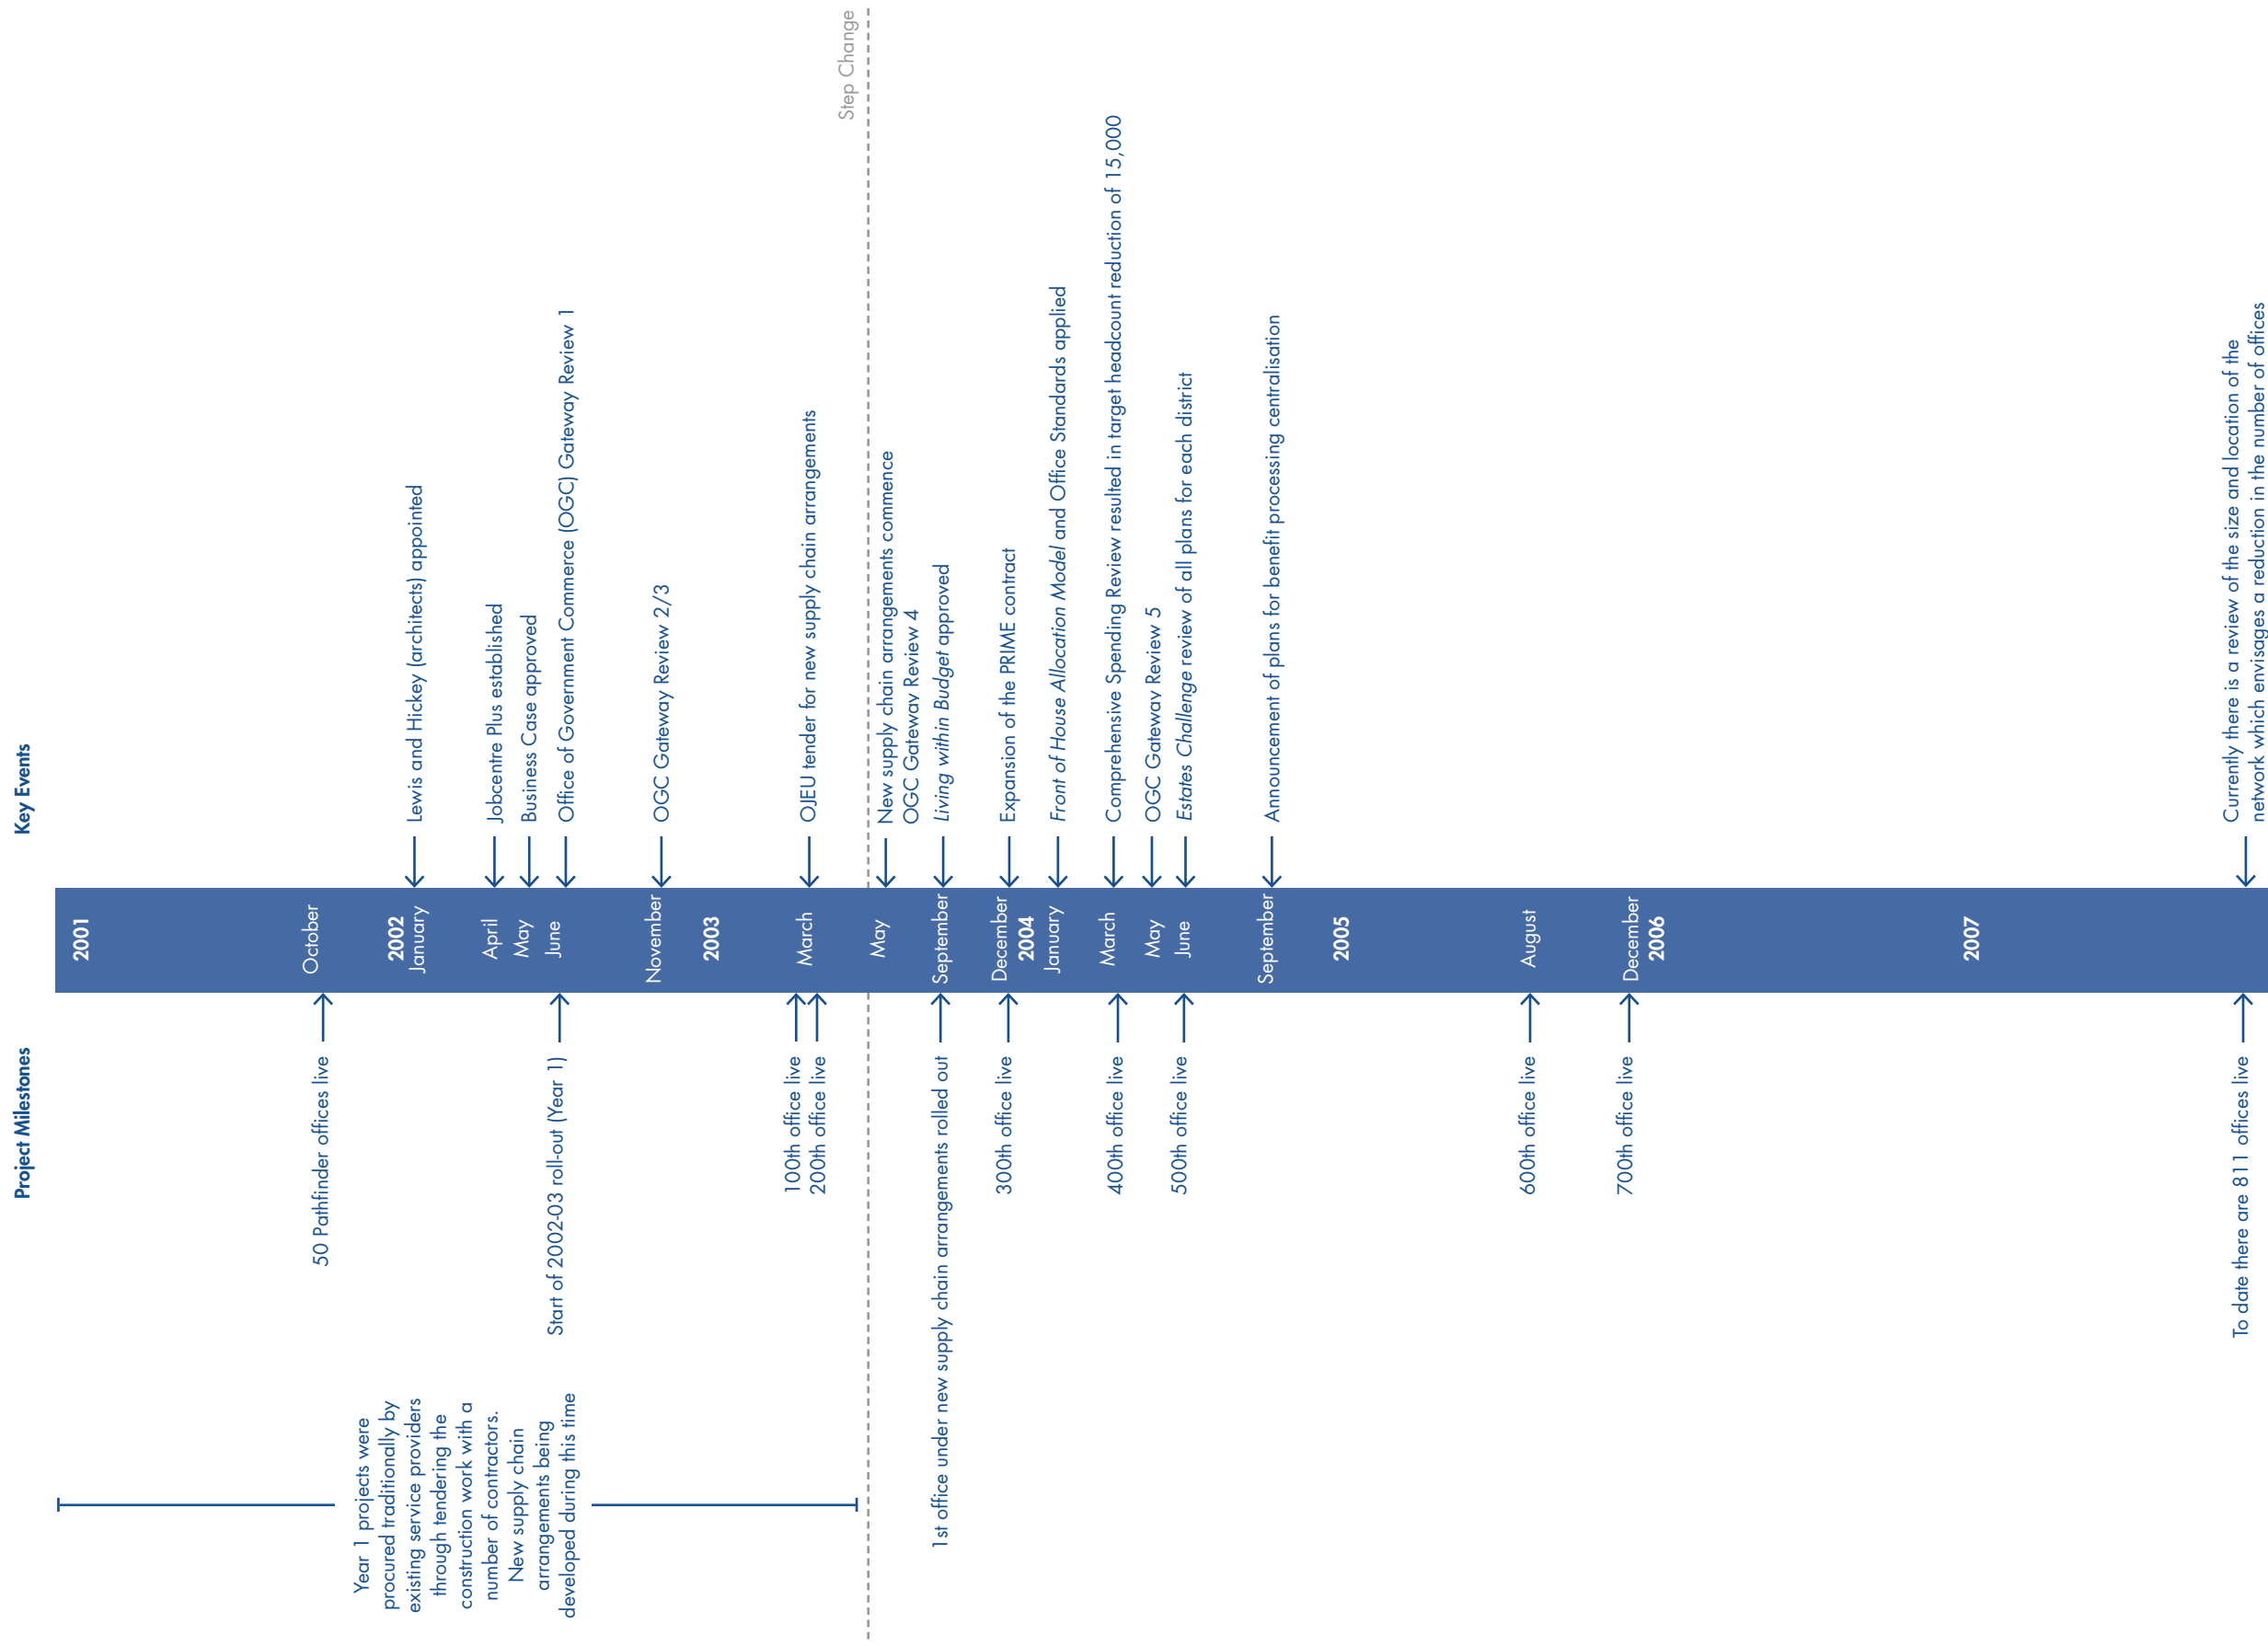 Project Milestones
Key Events
2001
50 Pathfinder offices live
October
2002
January
Lewis and Hickey (architects) appointed
April
Jobcentre Plus established
May
Business Case approved
Start of 2002-03 roll-out (Year 1)
June
Office of Government Commerce (OGC) Gateway Review 1
Year 1 projects were
procured traditionally by
existing service providers
through tendering the
construction work with a
number of contractors.
New supply chain
arrangements being
developed during this time
November
OGC Gateway Review 2/3
2003
100th office live
200th office live
March
OJEU tender for new supply chain arrangements
Step Change
May
New supply chain arrangements commence
OGC Gateway Review 4
1st office under new supply chain arrangements rolled out
September
Living within Budget approved
300th office live
December
Expansion of the PRIME contract
2004
January
Front of House Allocation Model and Office Standards applied
400th office live
March
Comprehensive Spending Review resulted in target headcount reduction of 15,000
May
OGC Gateway Review 5
500th office live
June
Estates Challenge review of all plans for each district
September
Announcement of plans for benefit processing centralisation
2005
600th office live
August
700th office live
December
2006
2007
To date there are 811 offices live
Currently there is a review of the size and location of the
network which envisages a reduction in the number of offices